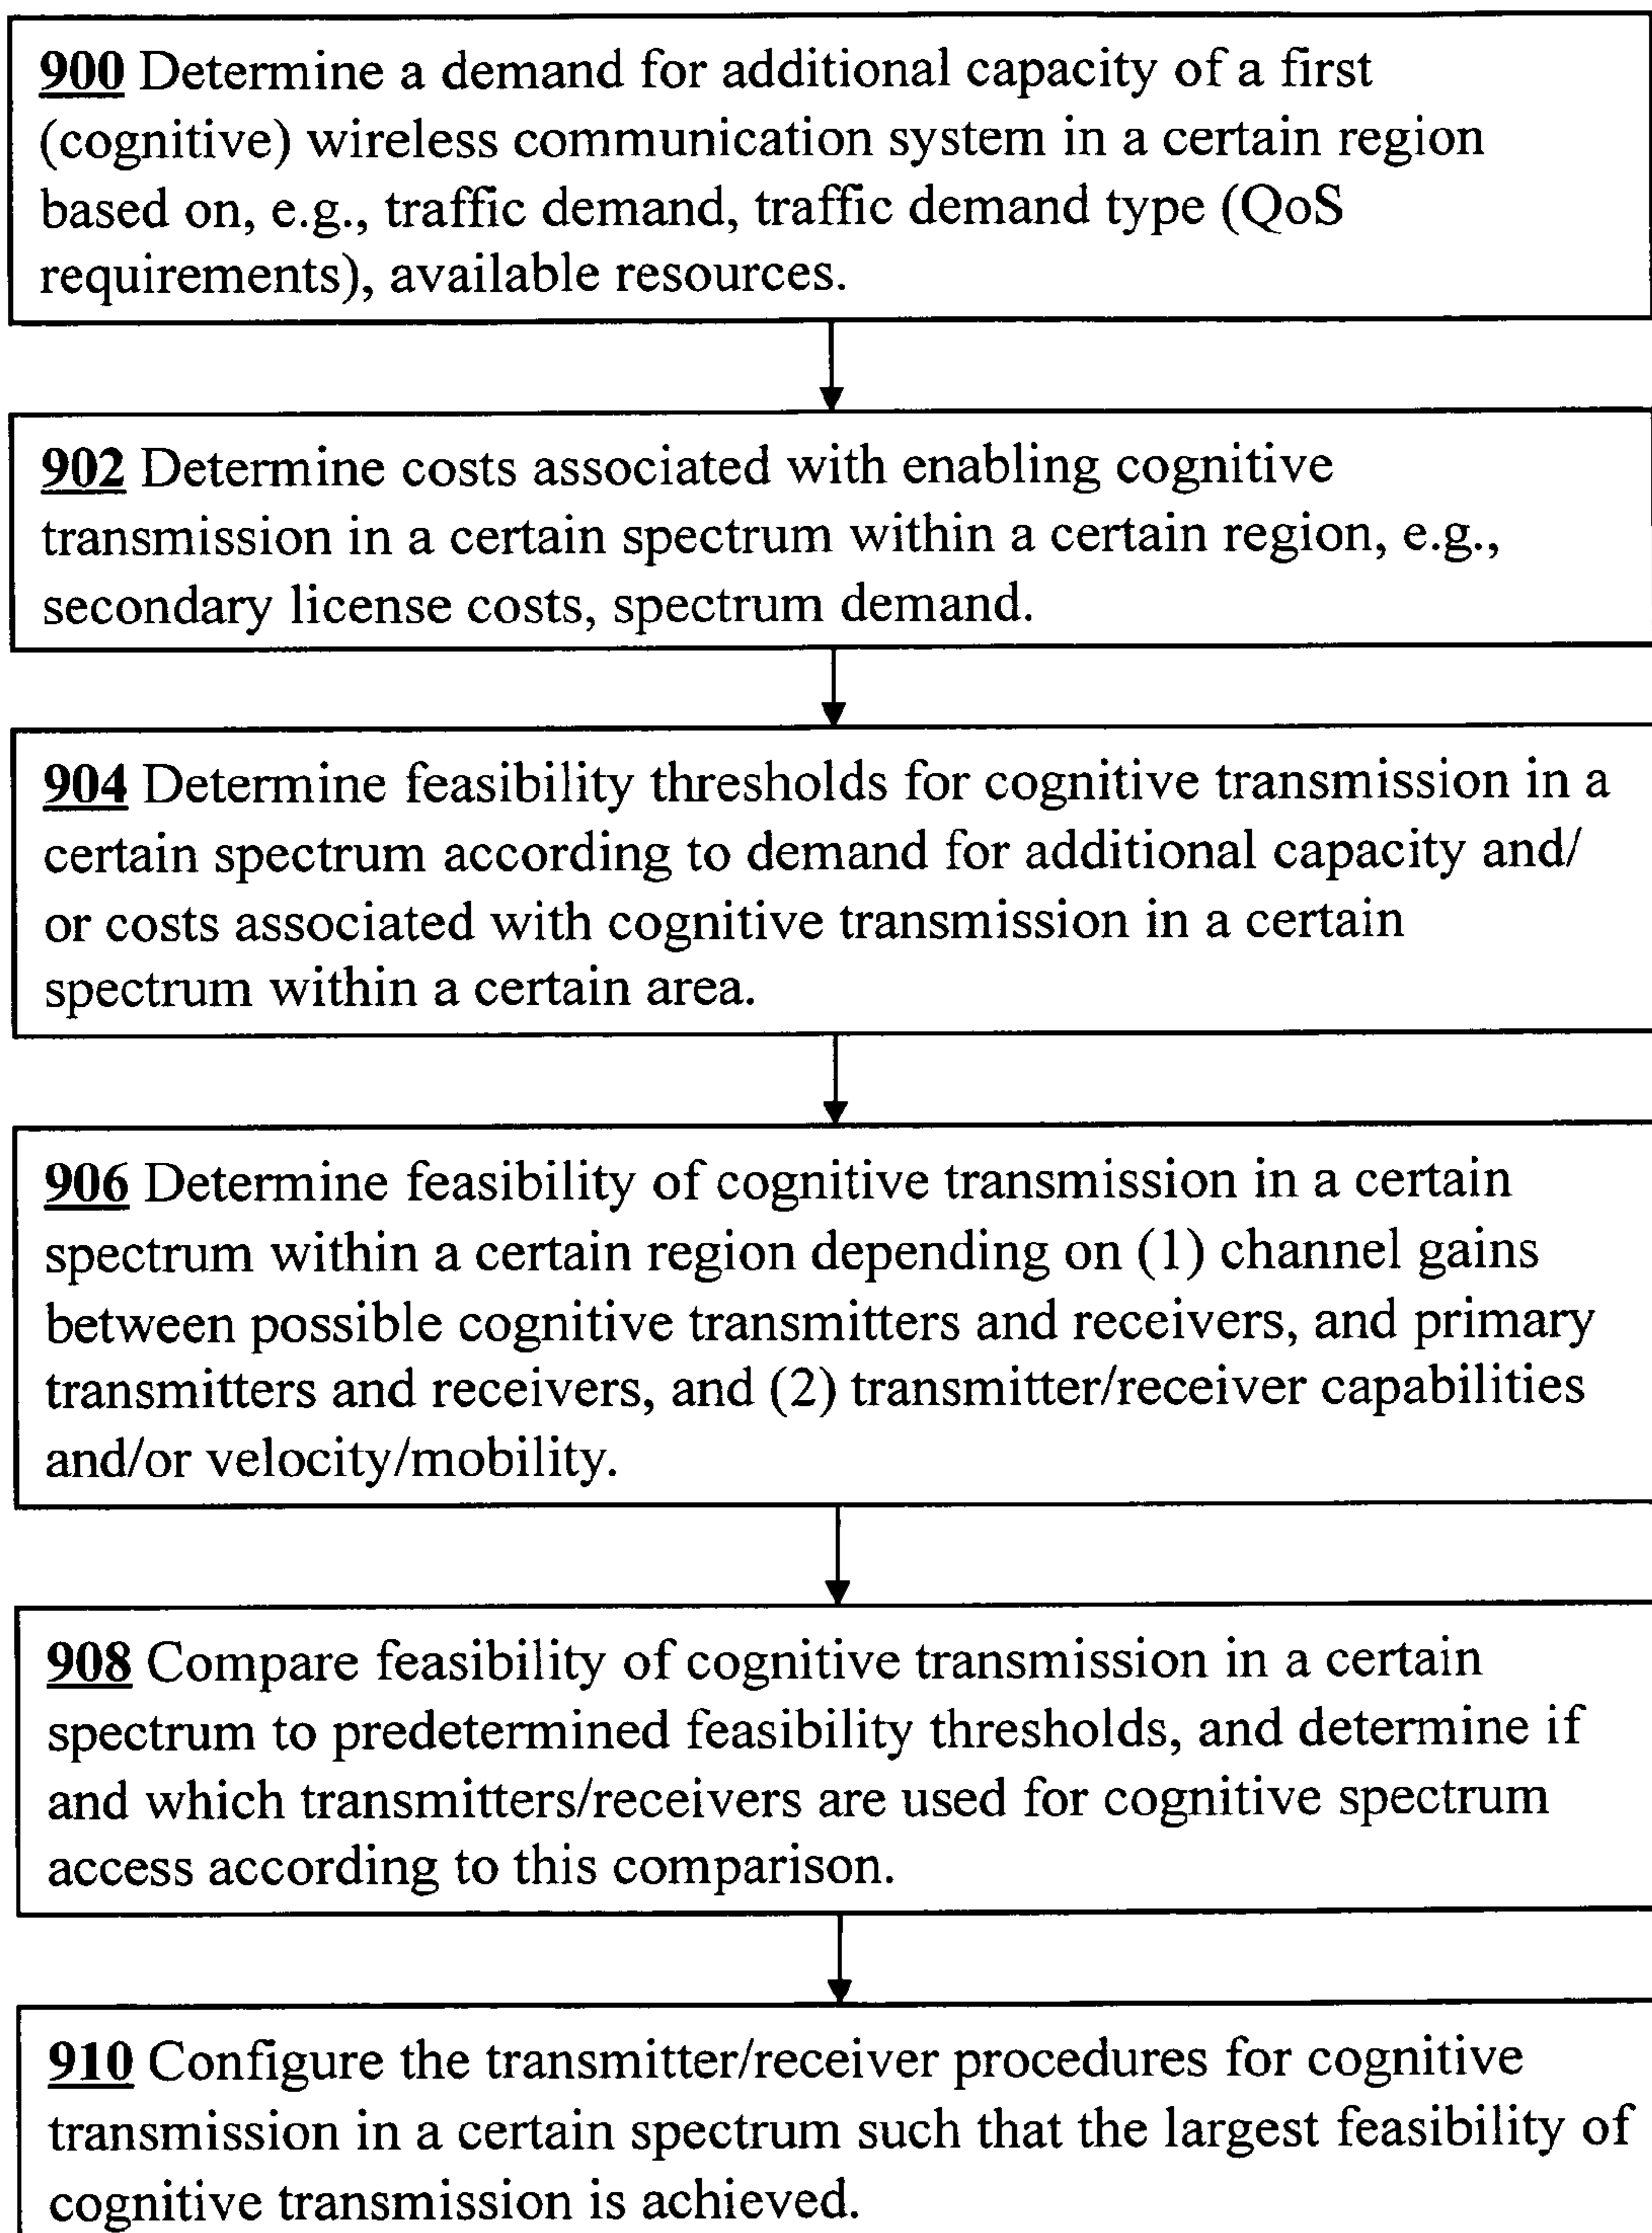 900 Determine a demand for additional capacity of a first
(cognitive) wireless communication system in a certain region
based on, e.g., traffic demand, traffic demand type (QoS
requirements), available resources.
902 Determine costs associated with enabling cognitive
transmission in a certain spectrum within a certain region, e.g.,
secondary license costs, spectrum demand.
904 Determine feasibility thresholds for cognitive transmission in a
certain spectrum according to demand for additional capacity and/
or costs associated with cognitive transmission in a certain
spectrum within a certain area.
906 Determine feasibility of cognitive transmission in a certain
spectrum within a certain region depending on (1) channel gains
between possible cognitive transmitters and receivers, and primary
transmitters and receivers, and (2) transmitter/receiver capabilities
and/or velocity/mobility.
908 Compare feasibility of cognitive transmission in a certain
spectrum to predetermined feasibility thresholds, and determine if
and which transmitters/receivers are used for cognitive spectrum
access according to this comparison.
910 Configure the transmitter/receiver procedures for cognitive
transmission in a certain spectrum such that the largest feasibility of
cognitive transmission is achieved.